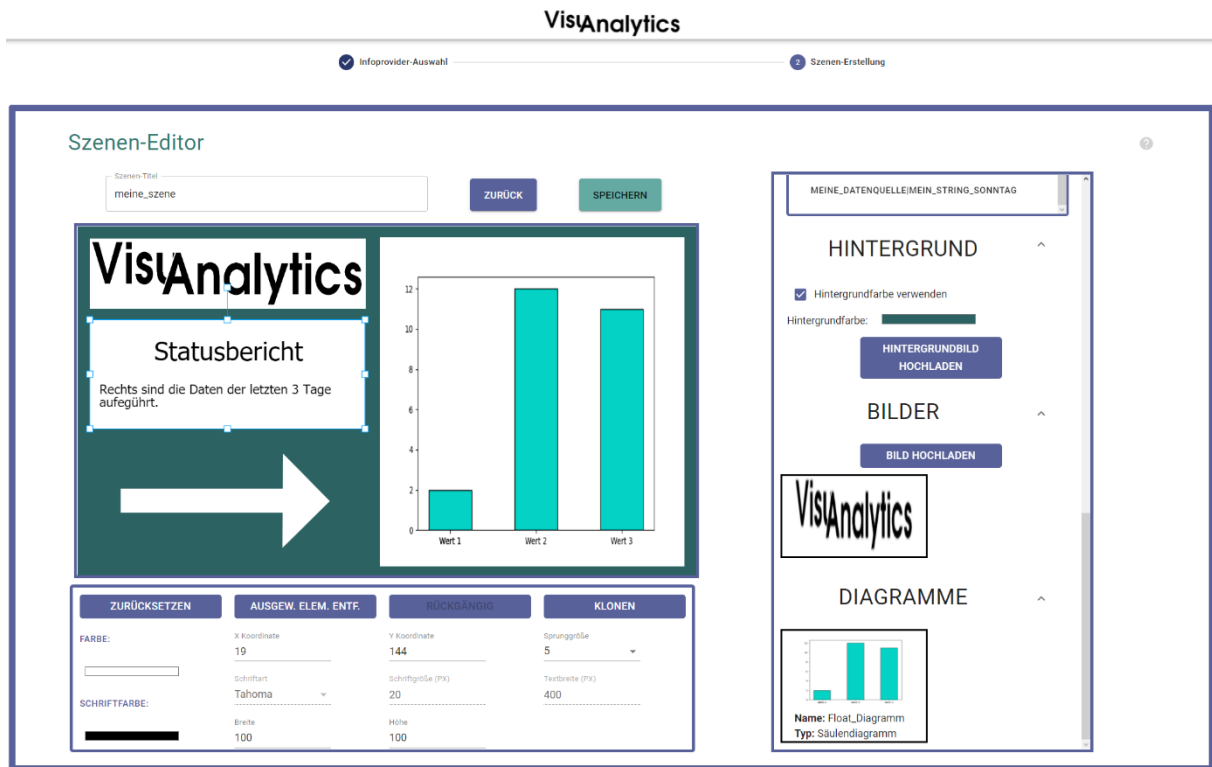 VisuAnalytics
Infoprovider-Auswahl
2 Szenen-Erstellung
Szenen-Editor
?
Szenen-Titel
meine_szene
ZURÜCK
SPEICHERN
VisuAnalytics
Statusbericht
Rechts sind die Daten der letzten 3 Tage
aufegührt.
12
10
8
6
4
2
0
Wert 1 Wert 2 Wert 3
ZURÜCKSETZEN
AUSGEW. ELEM. ENTF.
RÜCKGÄNGIG
KLONEN
FARBE:
X Koordinate
19
Y Koordinate
144
Sprunggröße
5
Schriftart
Tahoma
Schriftgröße (PX)
20
Textbreite (PX)
400
SCHRIFTFARBE:
Breite
100
Höhe
100
MEINE_DATENQUELLE|MEIN_STRING_SONNTAG
HINTERGRUND
Hintergrundfarbe verwenden
Hintergrundfarbe:
HINTERGRUNDBILD
HOCHLADEN
BILDER
BILD HOCHLADEN
VisuAnalytics
DIAGRAMME
Name: Float_Diagramm
Typ: Säulendiagramm